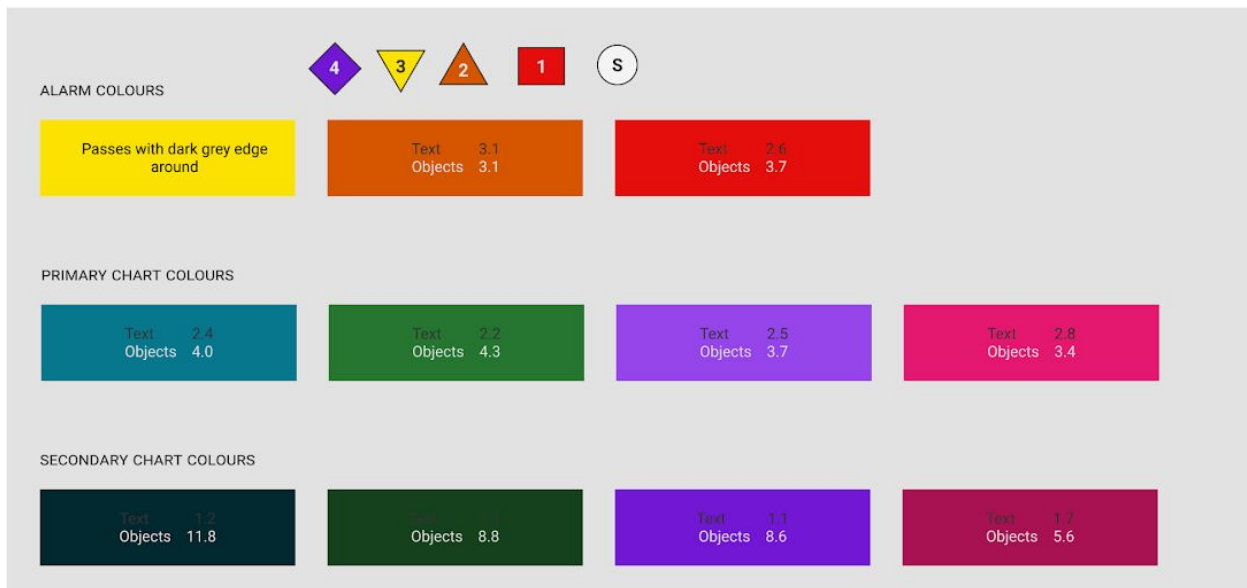 4 3 2 1 S
ALARM COLOURS
Passes with dark grey edge
around
Text 3.1
Objects 3.1
Text 2.6
Objects 3.7
PRIMARY CHART COLOURS
Text 2.4
Objects 4.0
Text 2.2
Objects 4.3
Text 2.5
Objects 3.7
Text 2.8
Objects 3.4
SECONDARY CHART COLOURS
Text 1.2
Objects 11.8
Objects 8.8
Text 1.1
Objects 8.6
Text 1.7
Objects 5.6